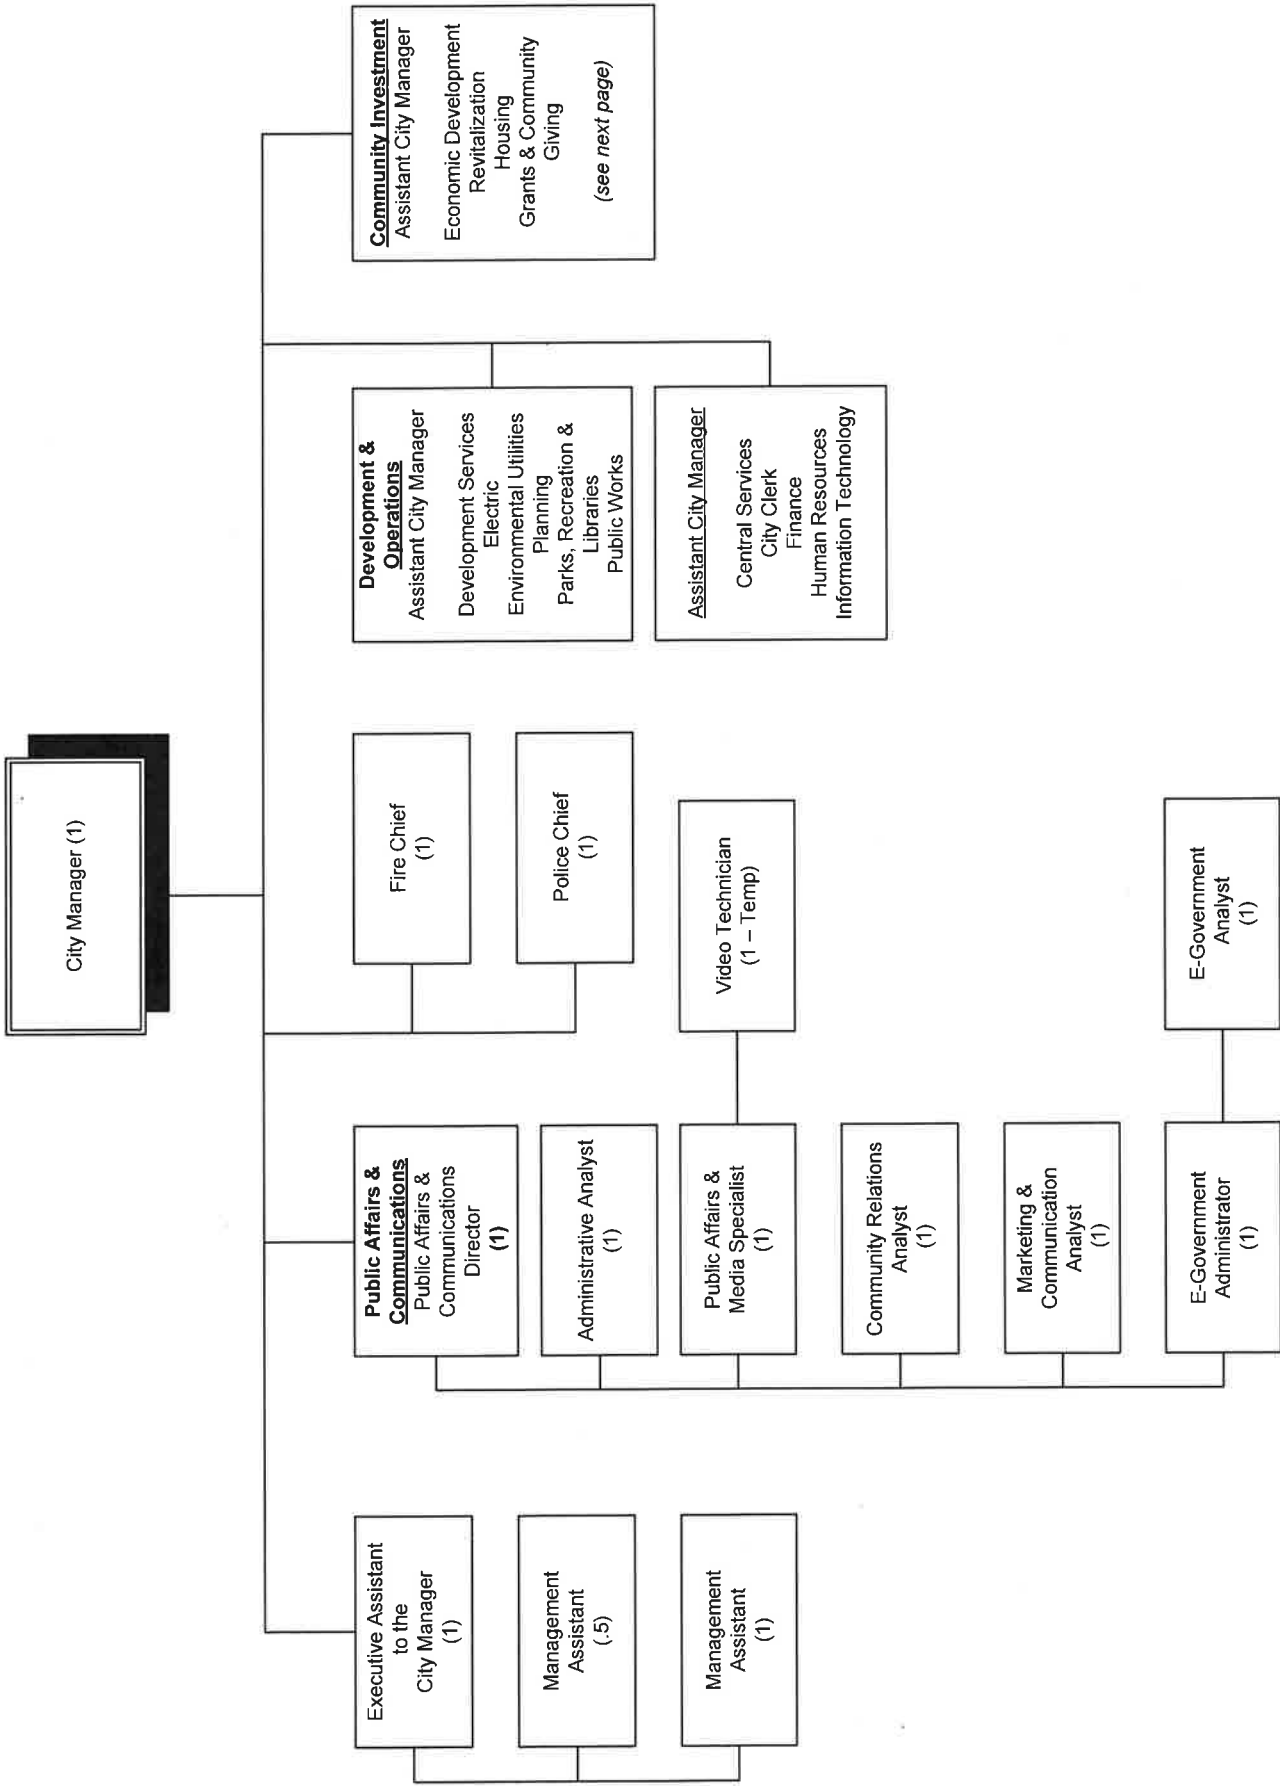 City Manager (1)
Executive Assistant
to the
City Manager
(1)
Management
Assistant
(.5)
Management
Assistant
(1)
Public Affairs &
Communications
Public Affairs &
Communications
Director
(1)
Administrative Analyst
(1)
Public Affairs &
Media Specialist
(1)
Video Technician
(1 – Temp)
Community Relations
Analyst
(1)
Marketing &
Communication
Analyst
(1)
E-Government
Administrator
(1)
E-Government
Analyst
(1)
Fire Chief
(1)
Police Chief
(1)
Development &
Operations
Assistant City Manager
Development Services
Electric
Environmental Utilities
Planning
Parks, Recreation &
Libraries
Public Works
Assistant City Manager
Central Services
City Clerk
Finance
Human Resources
Information Technology
Community Investment
Assistant City Manager
Economic Development
Revitalization
Housing
Grants & Community
Giving
(see next page)